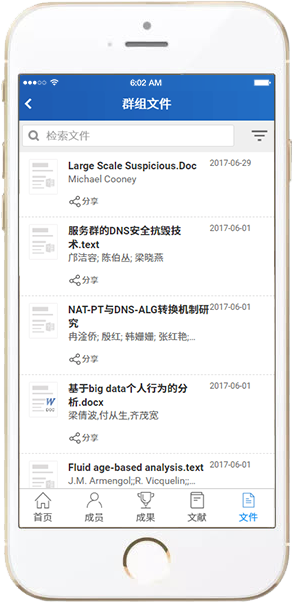 6:02 AM
群组文件
检索文件
Large Scale Suspicious.Doc
2017-06-29
Michael Cooney
分享
服务群的DNS安全抗毁技
2017-06-01
术.text
邝洁容; 陈伯丛; 梁晓燕
分享
NAT-PT与DNS-ALG转换机制研
2017-06-01
究
冉淦侨; 殷红; 韩姗姗; 张红艳;...
分享
基于big data个人行为的分
2017-06-01
析.docx
W
DOC
梁倩波,付从生,齐茂宽
分享
Fluid age-based analysis.text
2017-06-01
J.M. Armengol;;R. Vicquelin;;...
首页
成员
成果
文献
文件